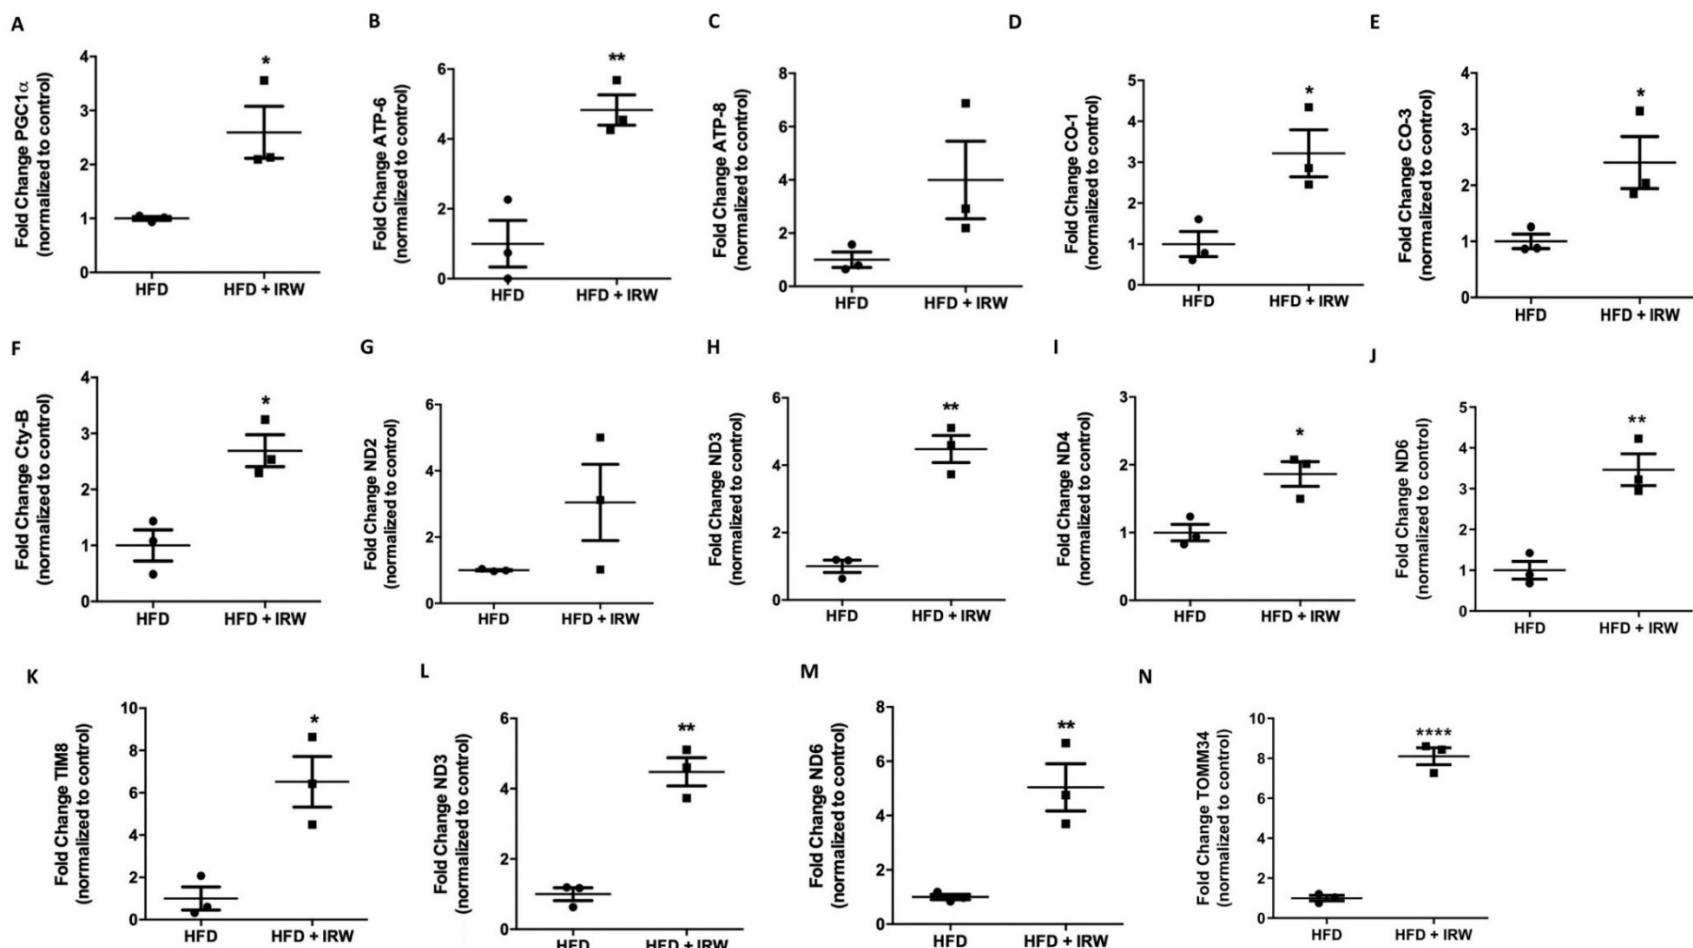 A
B
C
D
E
Fold Change PGC1α
(normalized to control)
4
3
2
1
0
*
HFD
HFD + IRW
Fold Change ATP-6
(normalized to control)
6
4
2
0
**
HFD
HFD + IRW
Fold Change ATP-8
(normalized to control)
8
6
4
2
0
HFD
HFD + IRW
Fold Change CO-1
(normalized to control)
5
4
3
2
1
0
*
HFD
HFD + IRW
Fold Change CO-3
(normalized to control)
4
3
2
1
0
*
HFD
HFD + IRW
F
G
H
I
J
Fold Change Cty-B
(normalized to control)
4
3
2
1
0
*
HFD
HFD + IRW
Fold Change ND2
(normalized to control)
6
4
2
0
HFD
HFD + IRW
Fold Change ND3
(normalized to control)
6
4
2
0
**
HFD
HFD + IRW
Fold Change ND4
(normalized to control)
3
2
1
0
*
HFD
HFD + IRW
Fold Change ND6
(normalized to control)
5
4
3
2
1
0
**
HFD
HFD + IRW
K
L
M
N
Fold Change TIM8
(normalized to control)
10
8
6
4
2
0
*
HFD
HFD + IRW
Fold Change ND3
(normalized to control)
6
4
2
0
**
HFD
HFD + IRW
Fold Change ND6
(normalized to control)
8
6
4
2
0
**
HFD
HFD + IRW
Fold Change TOMM34
(normalized to control)
10
8
6
4
2
0
****
HFD
HFD + IRW